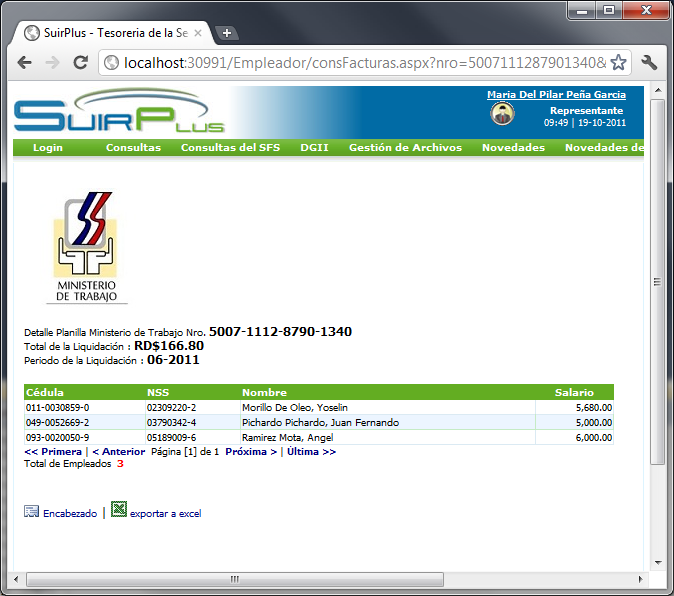 SuirPlus - Tesoreria de la Se
localhost:30991/Empleador/consFacturas.aspx?nro=5007111287901340&
SUIRPLUS
Maria Del Pilar Peña Garcia
Representante
09:49 | 19-10-2011
Login Consultas Consultas del SFS DGII Gestión de Archivos Novedades Novedades de
MINISTERIO
DE TRABAJO
Detalle Planilla Ministerio de Trabajo Nro. 5007-1112-8790-1340
Total de la Liquidación : RD$166.80
Periodo de la Liquidación : 06-2011
Cédula NSS Nombre Salario
011-0030859-0 02309220-2 Morillo De Oleo, Yoselin 5,680.00
049-0052669-2 03790342-4 Pichardo Pichardo, Juan Fernando 5,000.00
093-0020050-9 05189009-6 Ramirez Mota, Angel 6,000.00
<< Primera | < Anterior Página [1] de 1 Próxima > | Última >>
Total de Empleados 3
Encabezado | exportar a excel